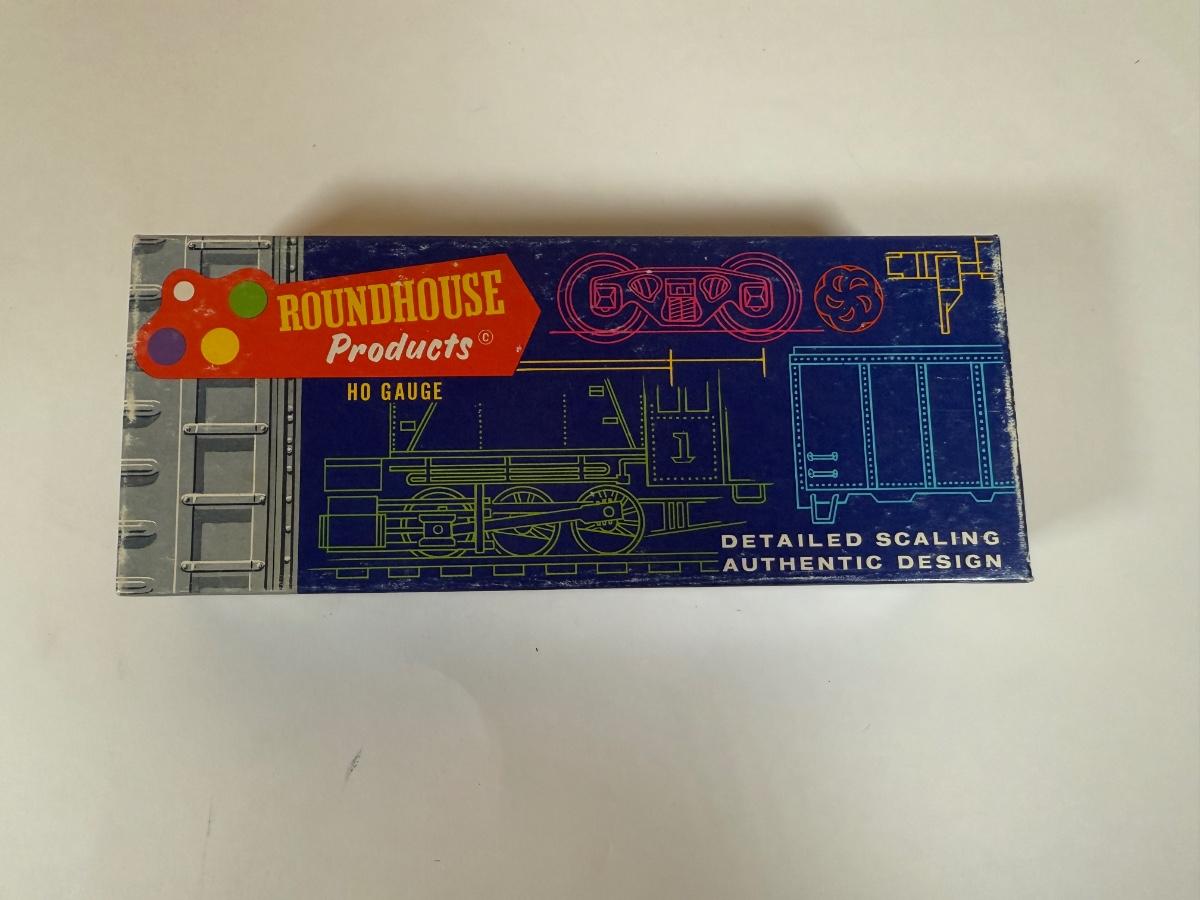 ROUNDHOUSE
Products ©
HO GAUGE
1
DETAILED SCALING
AUTHENTIC DESIGN